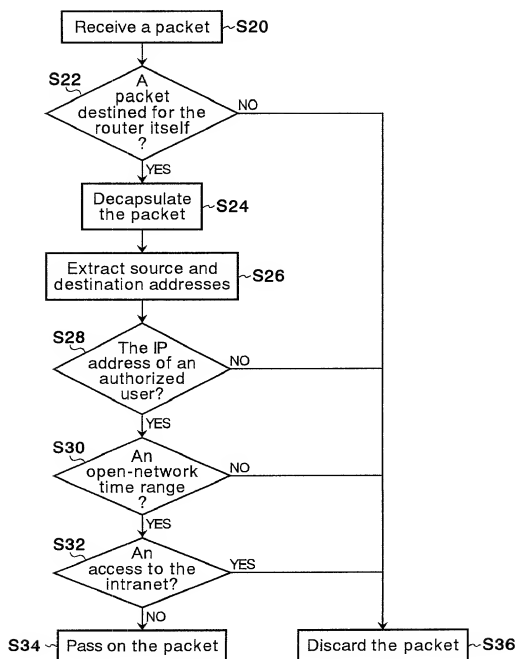 Receive a packet
S20
S22
A
packet
destined for the
router itself
?
NO
YES
Decapsulate
the packet
S24
Extract source and
destination addresses
S26
S28
The IP
address of an
authorized
user?
NO
YES
S30
An
open-network
time range
?
NO
YES
S32
An
access to the
intranet?
YES
NO
S34
Pass on the packet
Discard the packet
S36